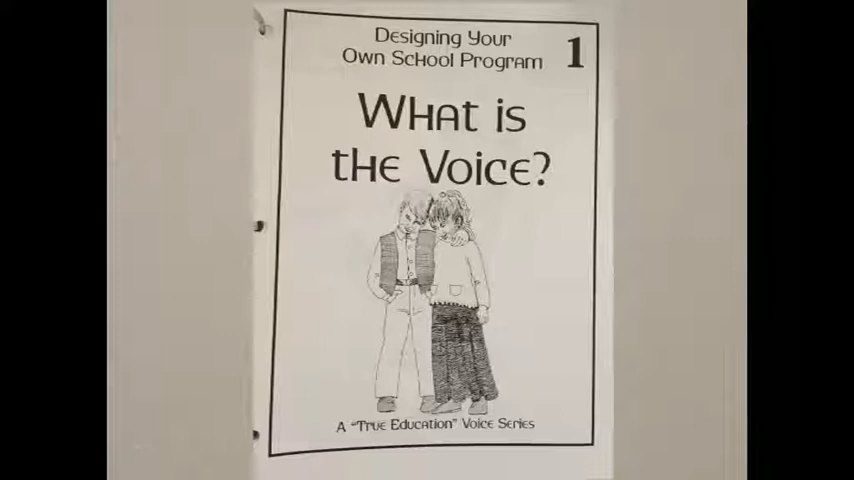 Designing Your
Own School Program
1
What is
the Voice?
A "True Education" Voice Series